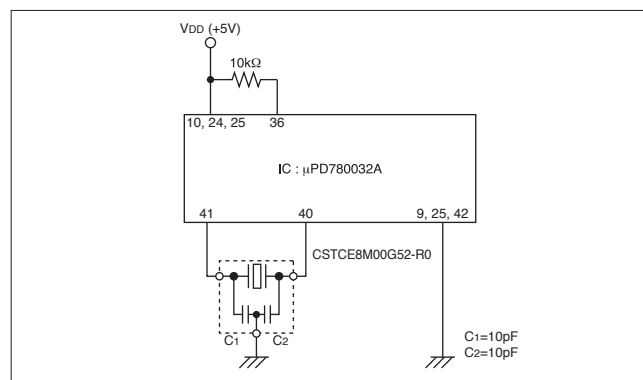 VDD (+5V)
10kΩ
10, 24, 25
36
IC : μPD780032A
41
40
9, 25, 42
CSTCE8M00G52-R0
C1
C2
C1=10pF
C2=10pF